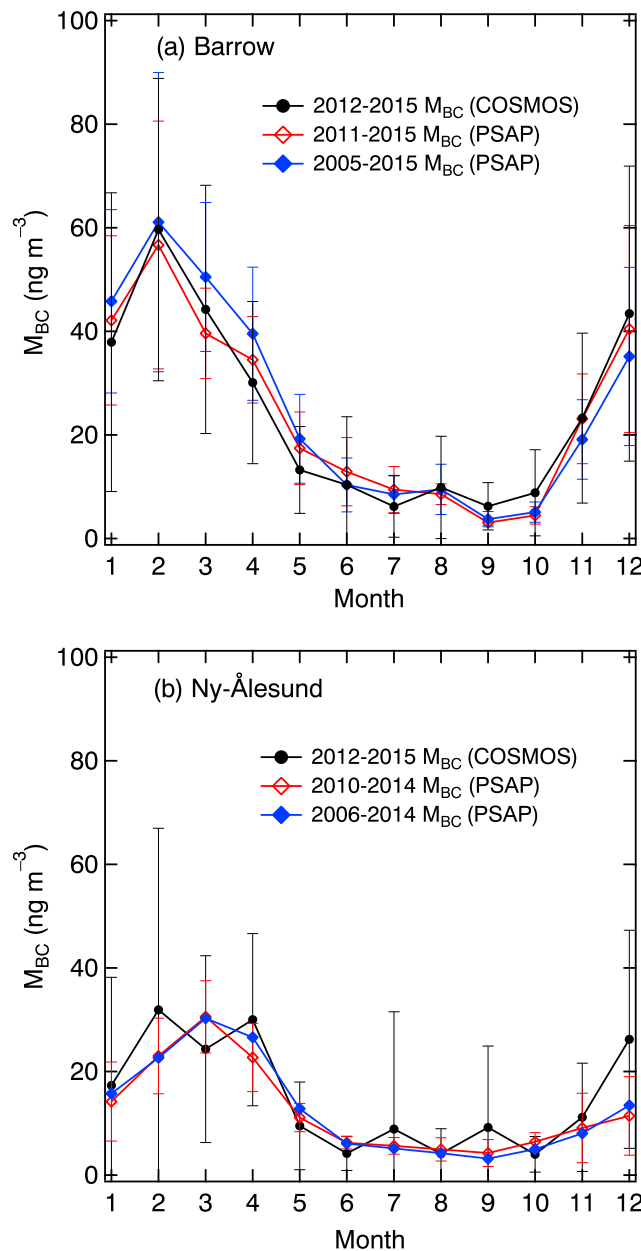 100
(a) Barrow
80
2012-2015 M_BC (COSMOS)
2011-2015 M_BC (PSAP)
2005-2015 M_BC (PSAP)
60
M_BC (ng m⁻³)
40
20
0
1 2 3 4 5 6 7 8 9 10 11 12
Month
100
(b) Ny-Ålesund
80
2012-2015 M_BC (COSMOS)
2010-2014 M_BC (PSAP)
2006-2014 M_BC (PSAP)
60
M_BC (ng m⁻³)
40
20
0
1 2 3 4 5 6 7 8 9 10 11 12
Month